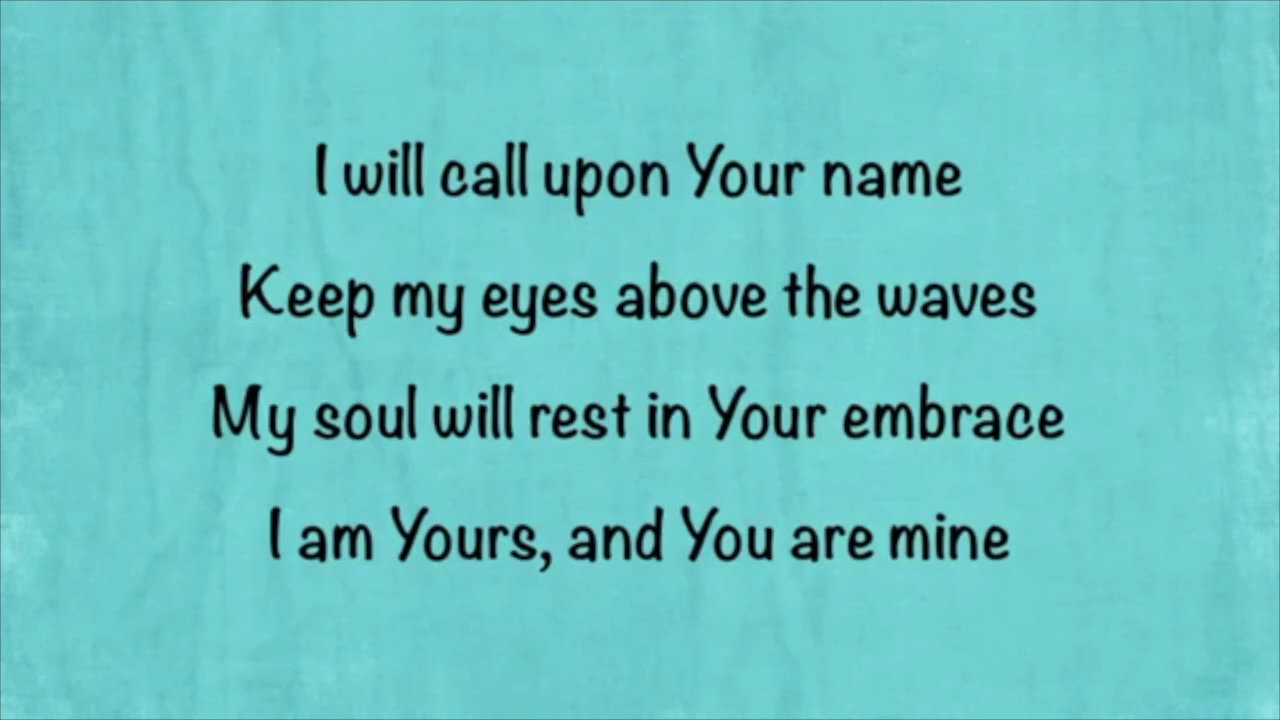 I will call upon Your name
Keep my eyes above the waves
My soul will rest in Your embrace
I am Yours, and You are mine